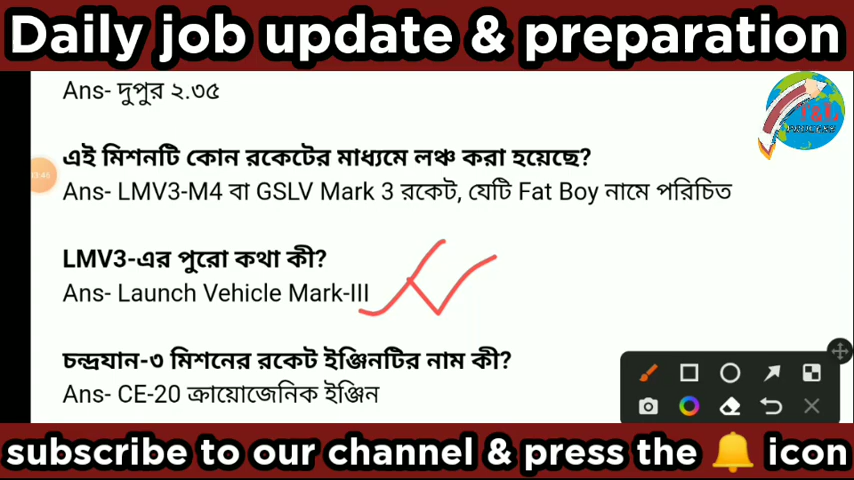 Daily job update & preparation
Ans- দুপুর ২.৩৫
এই মিশনটি কোন রকেটের মাধ্যমে লঞ্চ করা হয়েছে?
Ans- LMV3-M4 বা GSLV Mark 3 রকেট, যেটি Fat Boy নামে পরিচিত
LMV3-এর পুরো কথা কী?
Ans- Launch Vehicle Mark-III
চন্দ্রযান-৩ মিশনের রকেট ইঞ্জিনটির নাম কী?
Ans- CE-20 ক্রায়োজেনিক ইঞ্জিন
subscribe to our channel & press the 🔔 icon